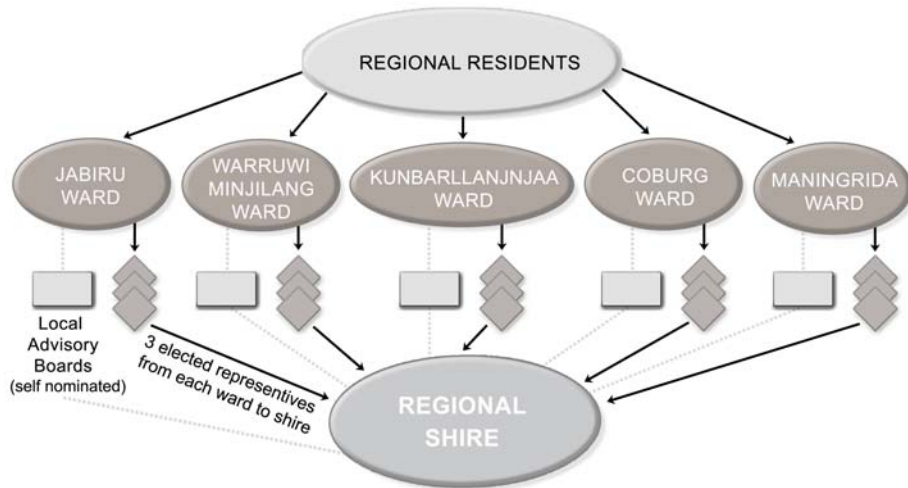 REGIONAL RESIDENTS
JABIRU
WARD
WARRUWI
MINJILANG
WARD
KUNBARLLANJNJAA
WARD
COBURG
WARD
MANINGRIDA
WARD
Local
Advisory
Boards
(self nominated)
3 elected representives
from each ward to shire
REGIONAL
SHIRE